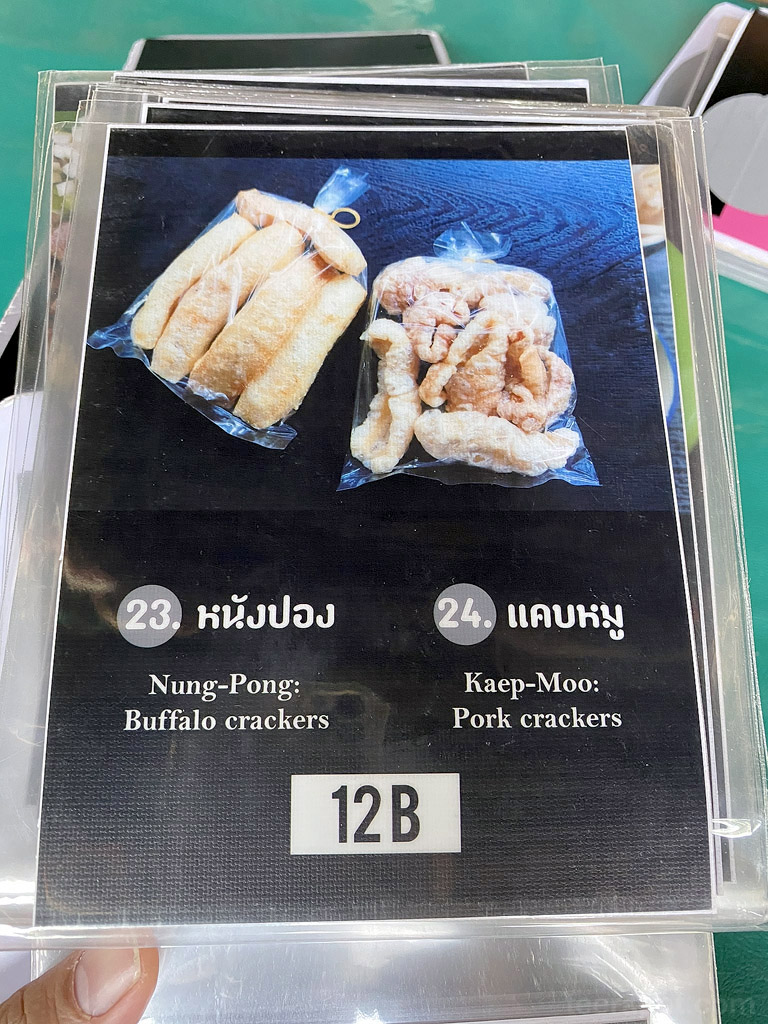 23. หนังปอง
Nung-Pong:
Buffalo crackers
24. แคบหมู
Kaep-Moo:
Pork crackers
12B